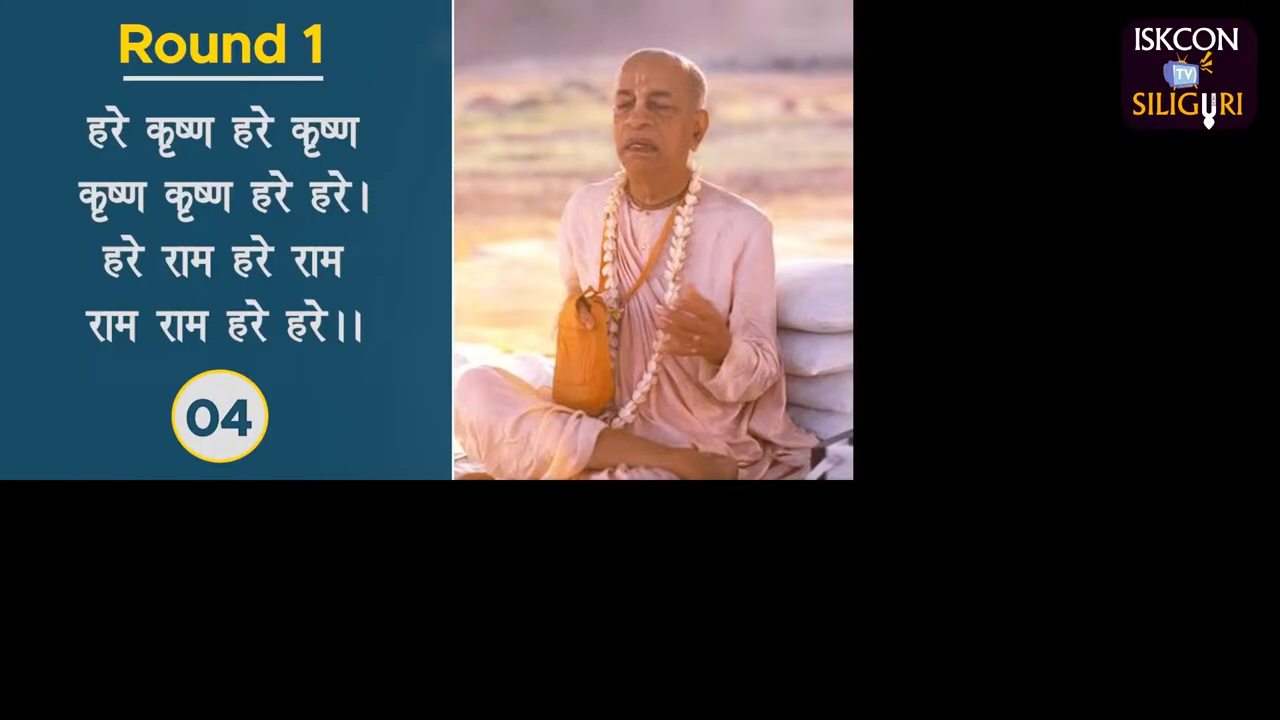 Round 1
हरे कृष्ण हरे कृष्ण
कृष्ण कृष्ण हरे हरे।
हरे राम हरे राम
राम राम हरे हरे।।
04
ISKCON
TV
SILIGURI